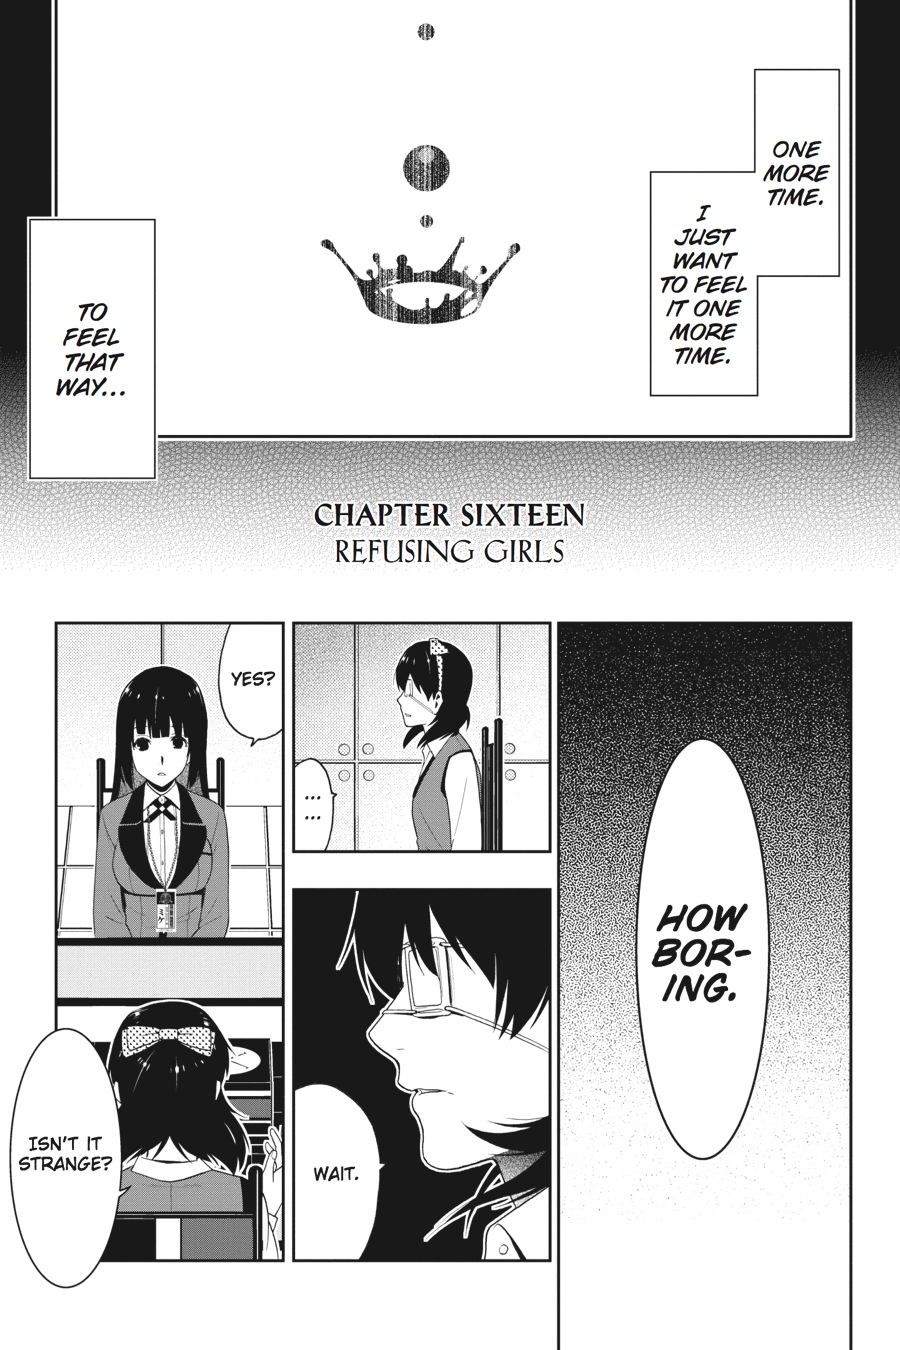 ONE
MORE
TIME.
I
JUST
WANT
TO FEEL
IT ONE
MORE
TIME.
TO
FEEL
THAT
WAY...
CHAPTER SIXTEEN
REFUSING GIRLS
HOW
BOR-
ING.
...
...
WAIT.
YES?
ISN'T IT
STRANGE?